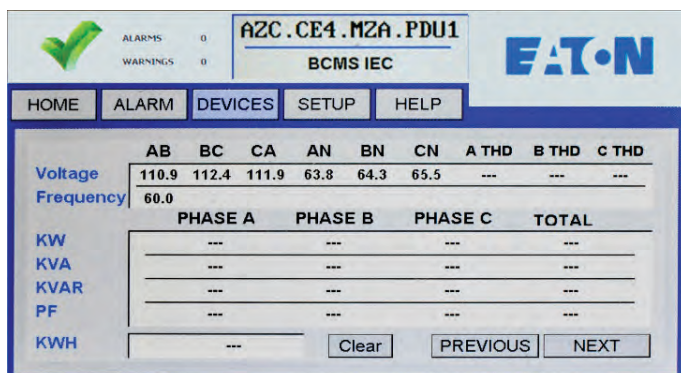 ALARMS 0
WARNINGS 0
AZC.CE4.MZA.PDU1
BCMS IEC
EATON
HOME ALARM DEVICES SETUP HELP
AB BC CA AN BN CN A THD B THD C THD
Voltage 110.9 112.4 111.9 63.8 64.3 65.5 --- --- ---
Frequency 60.0
PHASE A PHASE B PHASE C TOTAL
KW --- --- --- ---
KVA --- --- --- ---
KVAR --- --- --- ---
PF --- --- --- ---
KWH --- Clear PREVIOUS NEXT